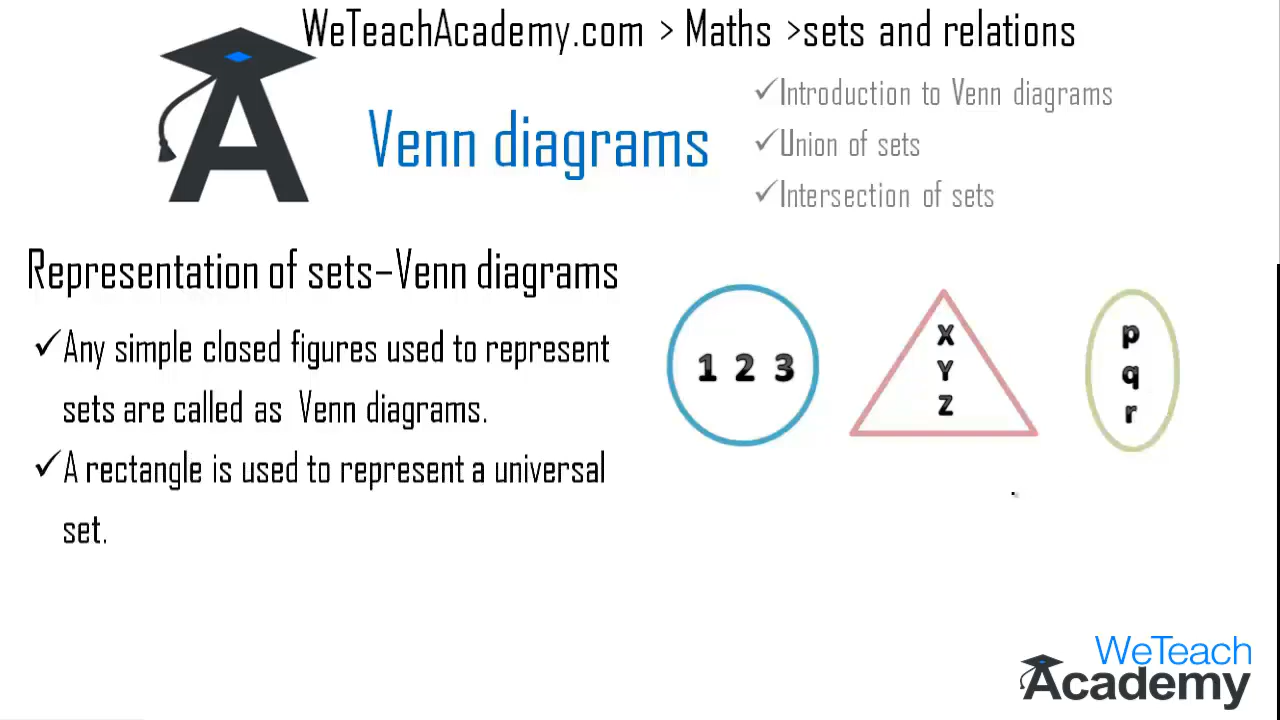 WeTeachAcademy.com > Maths >sets and relations
A
Venn diagrams
✓Introduction to Venn diagrams
✓Union of sets
✓Intersection of sets
Representation of sets–Venn diagrams
✓Any simple closed figures used to represent
sets are called as Venn diagrams.
✓A rectangle is used to represent a universal
set.
1 2 3
X
Y
Z
p
q
r
WeTeach
Academy